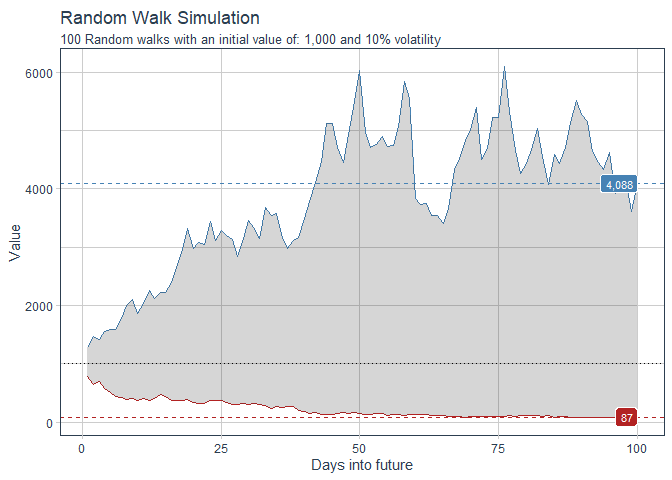 Random Walk Simulation
100 Random walks with an initial value of: 1,000 and 10% volatility
6000
4000
2000
0
Value
4,088
87
0
25
50
75
100
Days into future